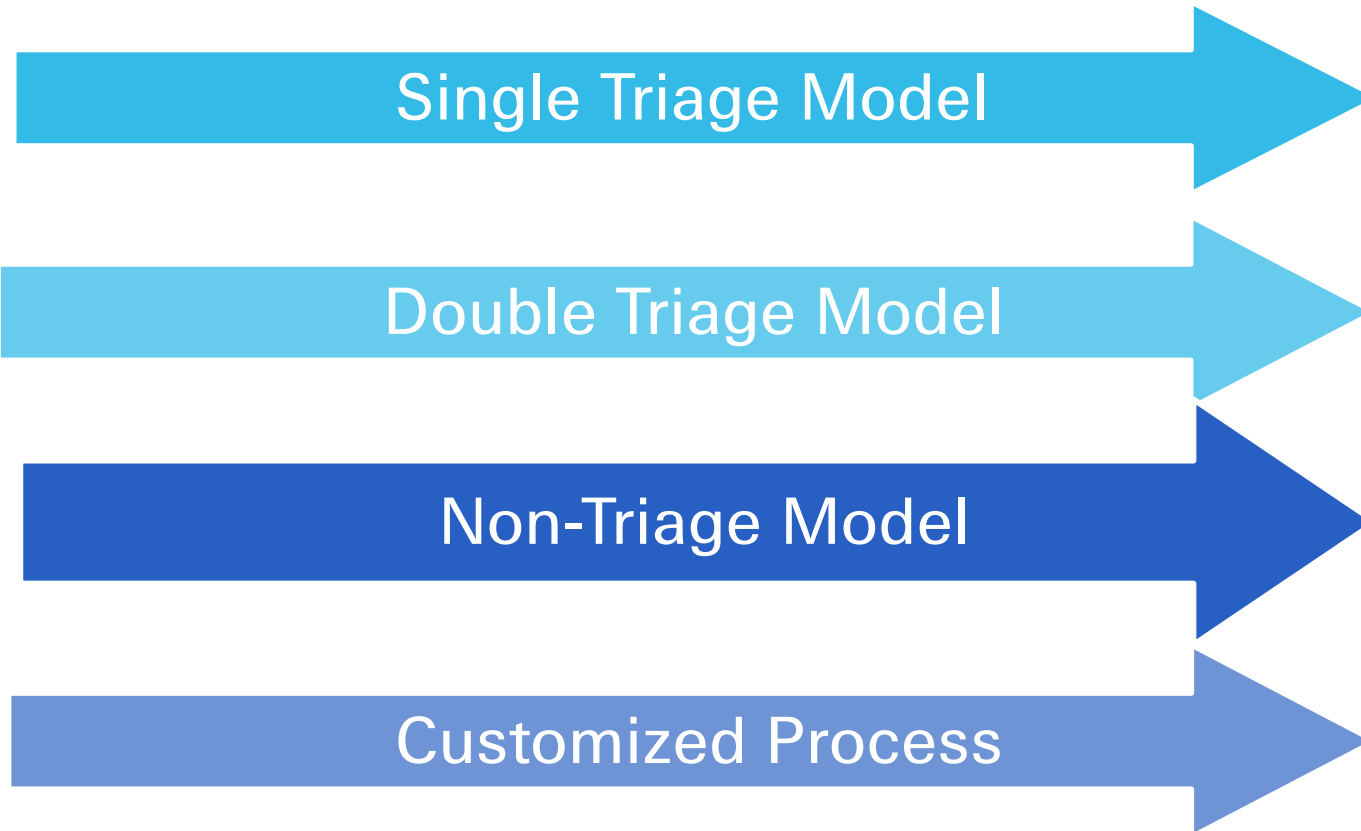 Single Triage Model
Double Triage Model
Non-Triage Model
Customized Process